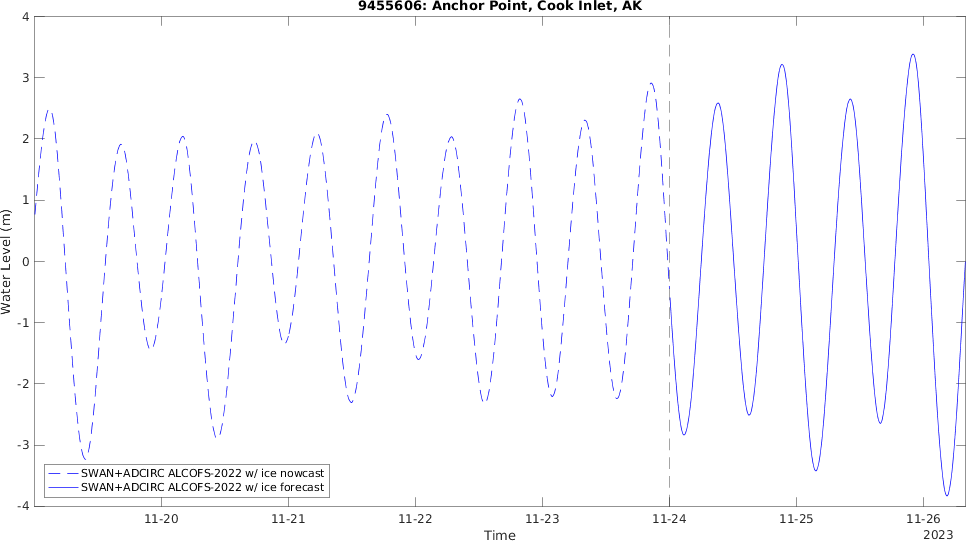 9455606: Anchor Point, Cook Inlet, AK
4
3
2
1
0
-1
-2
-3
-4
Water Level (m)
SWAN+ADCIRC ALCOFS-2022 w/ ice nowcast
SWAN+ADCIRC ALCOFS-2022 w/ ice forecast
11-20 11-21 11-22 11-23 11-24 11-25 11-26
Time
2023